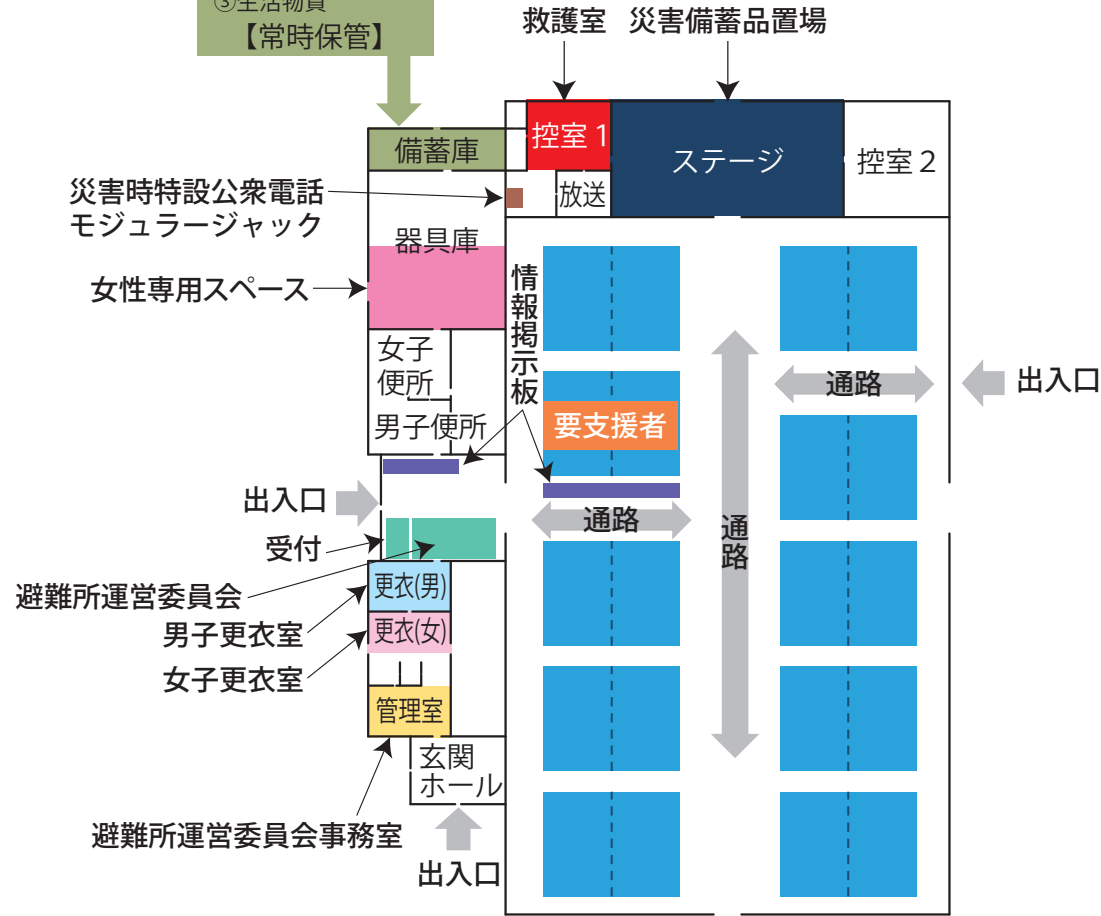 ③生活物資
【常時保管】
救護室
災害備蓄品置場
備蓄庫
控室1
ステージ
控室2
放送
災害時特設公衆電話
モジュラージャック
器具庫
女性専用スペース
情報掲示板
女子
便所
男子便所
要支援者
通路
出入口
出入口
通路
通路
受付
避難所運営委員会
更衣(男)
男子更衣室
更衣(女)
女子更衣室
管理室
玄関
ホール
避難所運営委員会事務室
出入口